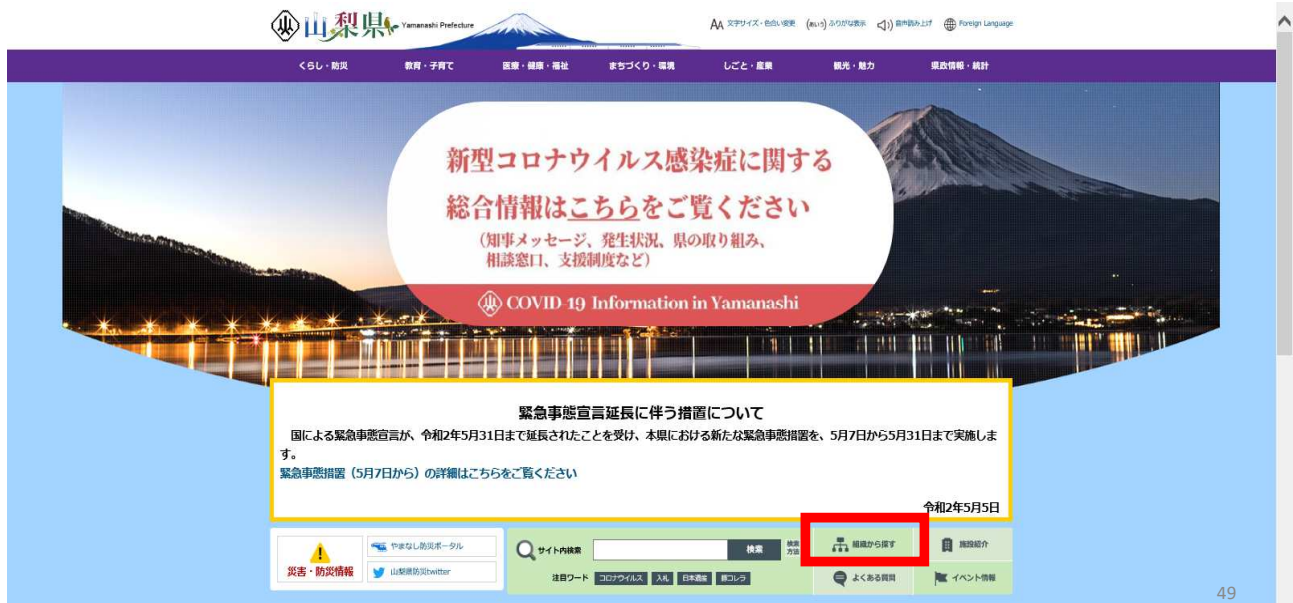 山梨県 Yamanashi Prefecture
AA 文字サイズ・色合い変更 (あいう) ふりがな表示 音声読み上げ Foreign Language
くらし・防災 教育・子育て 医療・健康・福祉 まちづくり・環境 しごと・産業 観光・魅力 県政情報・統計
新型コロナウイルス感染症に関する
総合情報はこちらをご覧ください
(知事メッセージ、発生状況、県の取り組み、
相談窓口、支援制度など)
COVID-19 Information in Yamanashi
緊急事態宣言延長に伴う措置について
国による緊急事態宣言が、令和2年5月31日まで延長されたことを受け、本県における新たな緊急事態措置を、5月7日から5月31日まで実施しま
す。
緊急事態措置（5月7日から）の詳細はこちらをご覧ください
令和2年5月5日
災害・防災情報
やまなし防災ポータル
山梨県防災twitter
サイト内検索 検索 検索方法
注目ワード コロナウイルス 入札 日本遺産 豚コレラ
組織から探す 施設紹介
よくある質問 イベント情報
49